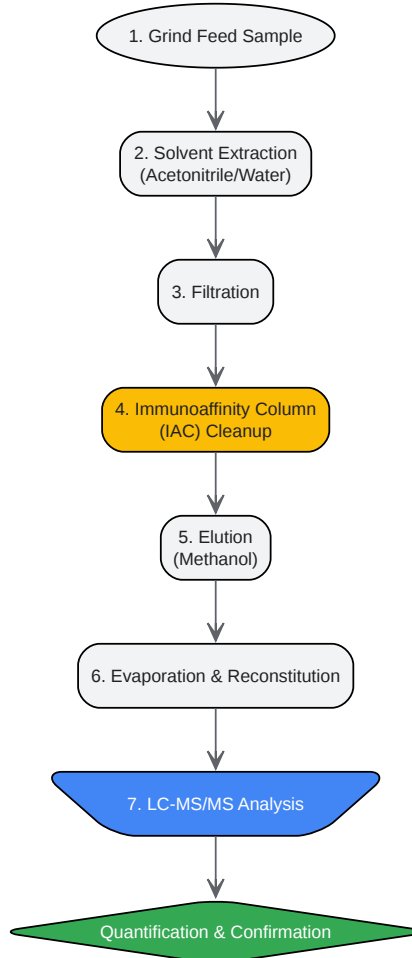 1. Grind Feed Sample
2. Solvent Extraction
(Acetonitrile/Water)
3. Filtration
4. Immunoaffinity Column
(IAC) Cleanup
5. Elution
(Methanol)
6. Evaporation & Reconstitution
7. LC-MS/MS Analysis
Quantification & Confirmation